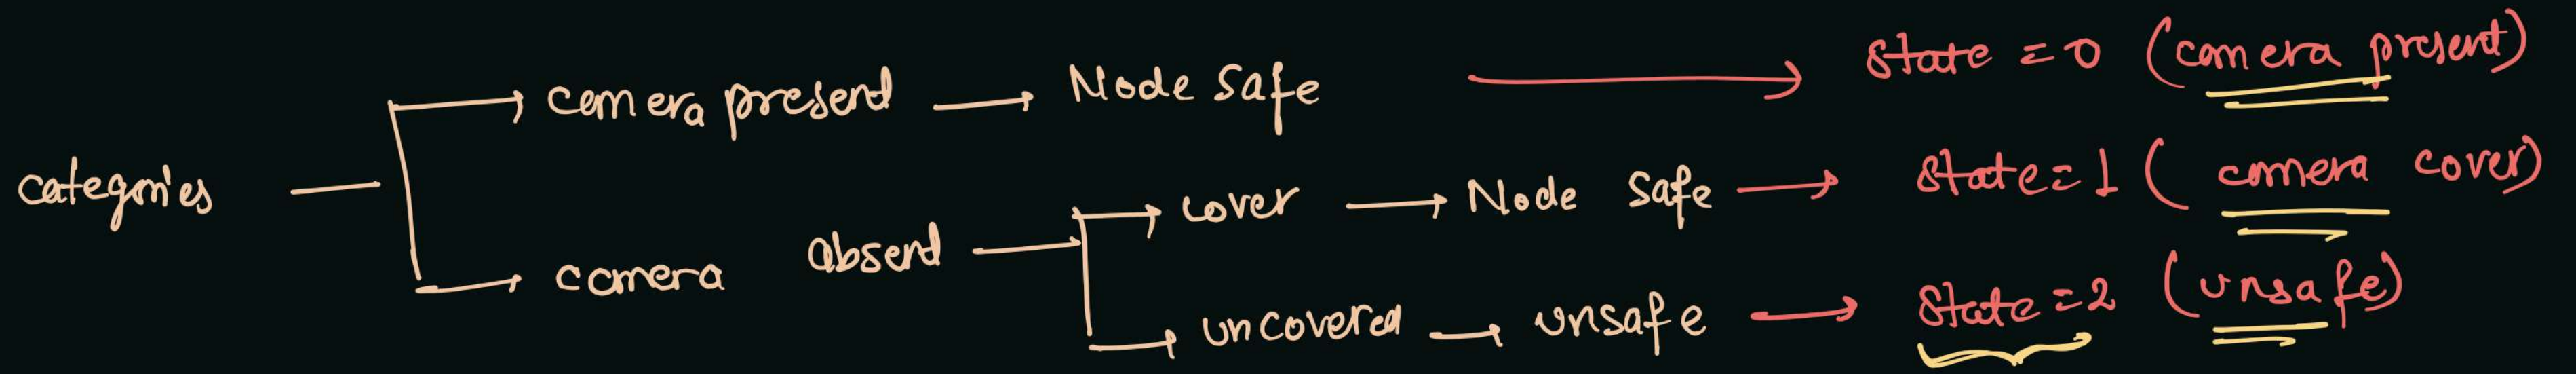 camera present → Node safe → state = 0 (camera present)
categories → cover → Node safe → state = 1 (camera cover)
camera absent
uncovered → unsafe → state = 2 (unsafe)